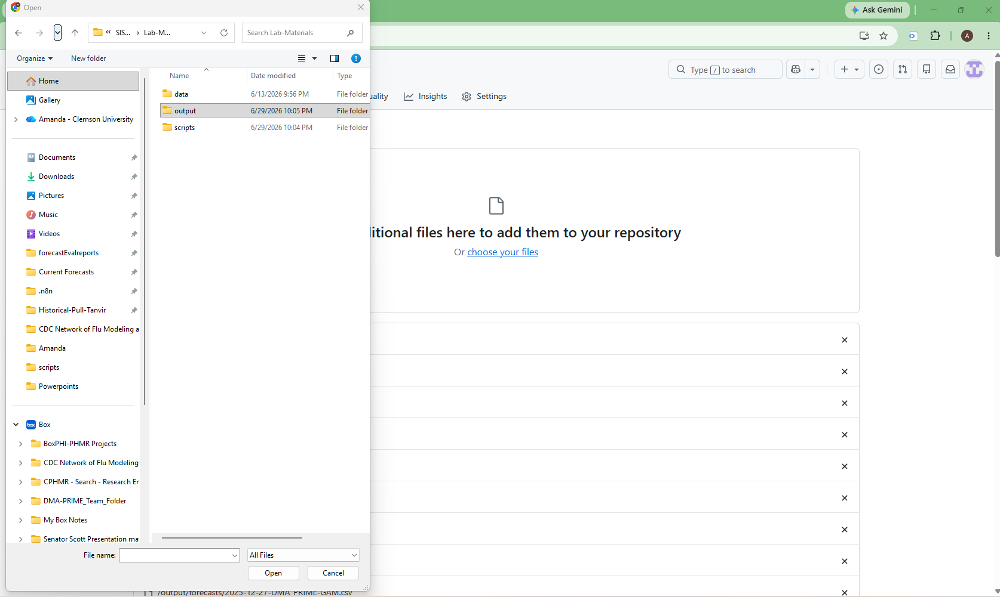 Open
Ask Gemini
SIS...
Lab-M...
Search Lab-Materials
Organize
New folder
Type / to search
uality
Insights
Settings
Home
Gallery
Amanda - Clemson University
Documents
Downloads
Pictures
Music
Videos
forecastEvalreports
Current Forecasts
.n8n
Historical-Pull-Tanvir
CDC Network of Flu Modeling a
Amanda
scripts
Powerpoints
Box
BoxPHI-PHMR Projects
CDC Network of Flu Modeling
CPHMR - Search - Research En
DMA-PRIME_Team_Folder
My Box Notes
Senator Scott Presentation mat
Name Date modified Type
data 6/13/2026 9:56 PM File folder
output 6/29/2026 10:05 PM File folder
scripts 6/29/2026 10:04 PM File folder
File name:
All Files
Open
Cancel
A
ditional files here to add them to your repository
Or choose your files
/output/forecasts/2025-12-27-DMA_PRIME-GAM.csv